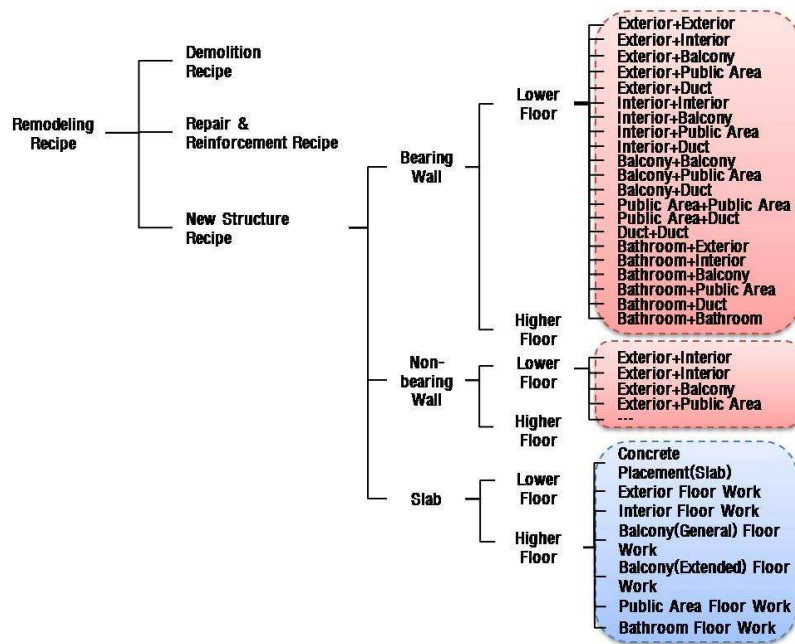 Remodeling
Recipe
Demolition
Recipe
Repair &
Reinforcement Recipe
New Structure
Recipe
Bearing
Wall
Lower
Floor
Exterior+Exterior
Exterior+Interior
Exterior+Balcony
Exterior+Public Area
Exterior+Duct
Interior+Interior
Interior+Balcony
Interior+Public Area
Interior+Duct
Balcony+Balcony
Balcony+Public Area
Balcony+Duct
Public Area+Public Area
Public Area+Duct
Duct+Duct
Bathroom+Exterior
Bathroom+Interior
Bathroom+Balcony
Bathroom+Public Area
Bathroom+Duct
Bathroom+Bathroom
Higher
Floor
Non-
bearing
Wall
Lower
Floor
Exterior+Interior
Exterior+Interior
Exterior+Balcony
Exterior+Public Area
---
Higher
Floor
Slab
Lower
Floor
Higher
Floor
Concrete
Placement(Slab)
Exterior Floor Work
Interior Floor Work
Balcony(General) Floor
Work
Balcony(Extended) Floor
Work
Public Area Floor Work
Bathroom Floor Work